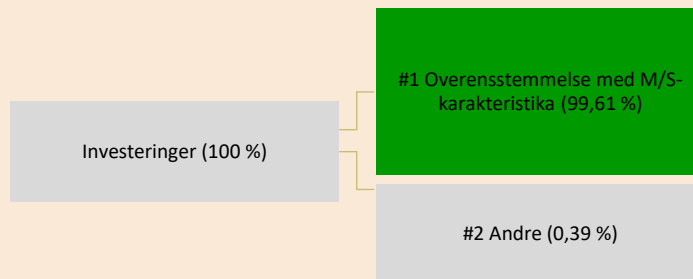 #1 Overensstemmelse med M/S-
karakteristika (99,61 %)
Investeringer (100 %)
#2 Andre (0,39 %)